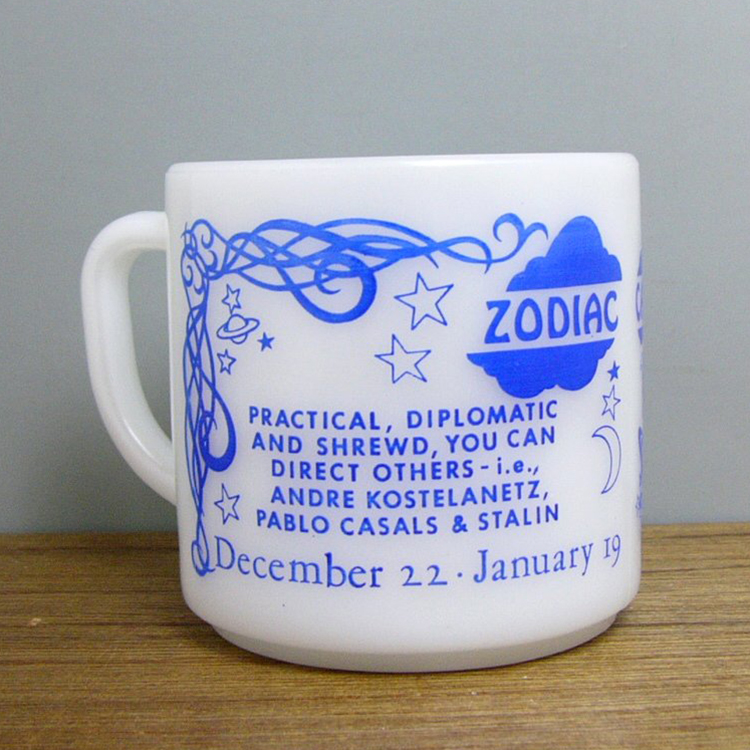 ZODIAC
PRACTICAL, DIPLOMATIC
AND SHREWD, YOU CAN
DIRECT OTHERS - i.e.,
ANDRE KOSTELANETZ,
PABLO CASALS & STALIN
December 22 · January 19